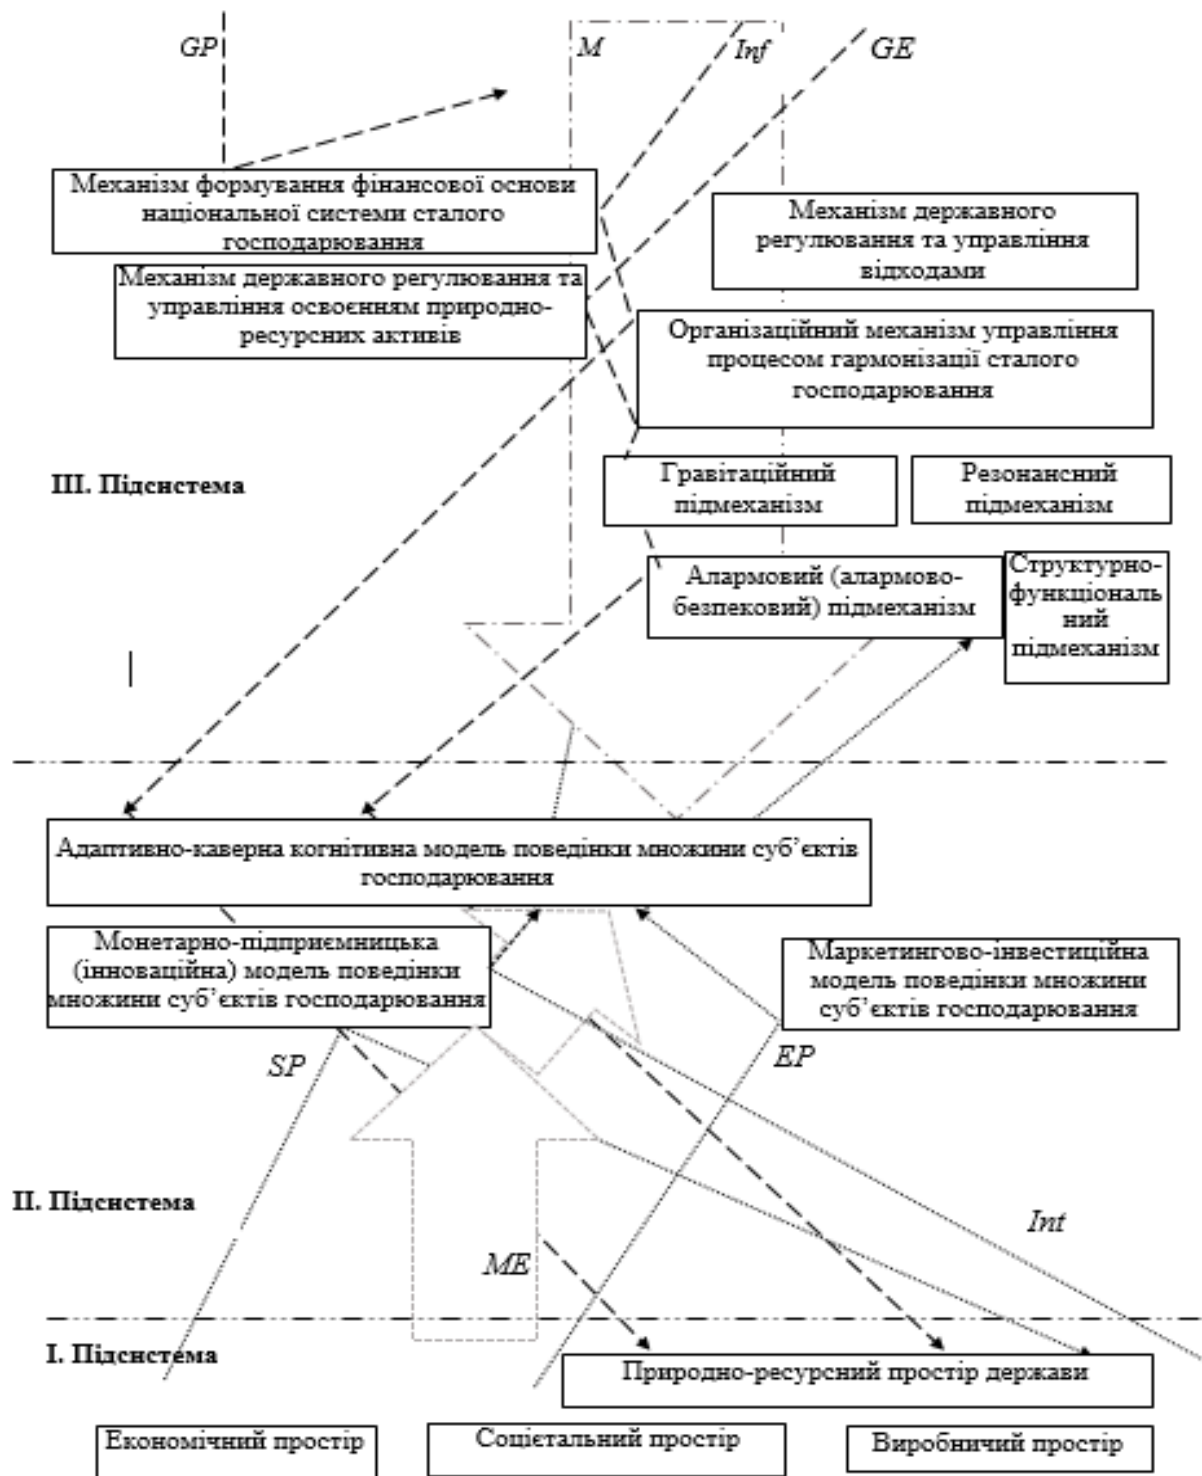 GP
M
Inf
GE
Механізм формування фінансової основи
національної системи сталого
господарювання
Механізм державного
регулювання та управління
відходами
Механізм державного регулювання та
управління освоєнням природно-
ресурсних активів
Організаційний механізм управління
процесом гармонізації сталого
господарювання
III. Підсистема
Гравітаційний
підмеханізм
Резонансний
підмеханізм
Алармовий (алармово-
безпековий) підмеханізм
Структурно-
функціональ
ний
підмеханізм
Адаптивно-каверна когнітивна модель поведінки множини суб’єктів
господарювання
Монетарно-підприємницька
(інноваційна) модель поведінки
множини суб’єктів господарювання
Маркетингово-інвестиційна
модель поведінки множини
суб’єктів господарювання
SP
EP
II. Підсистема
Int
ME
I. Підсистема
Природно-ресурсний простір держави
Економічний простір
Соцієтальний простір
Виробничий простір